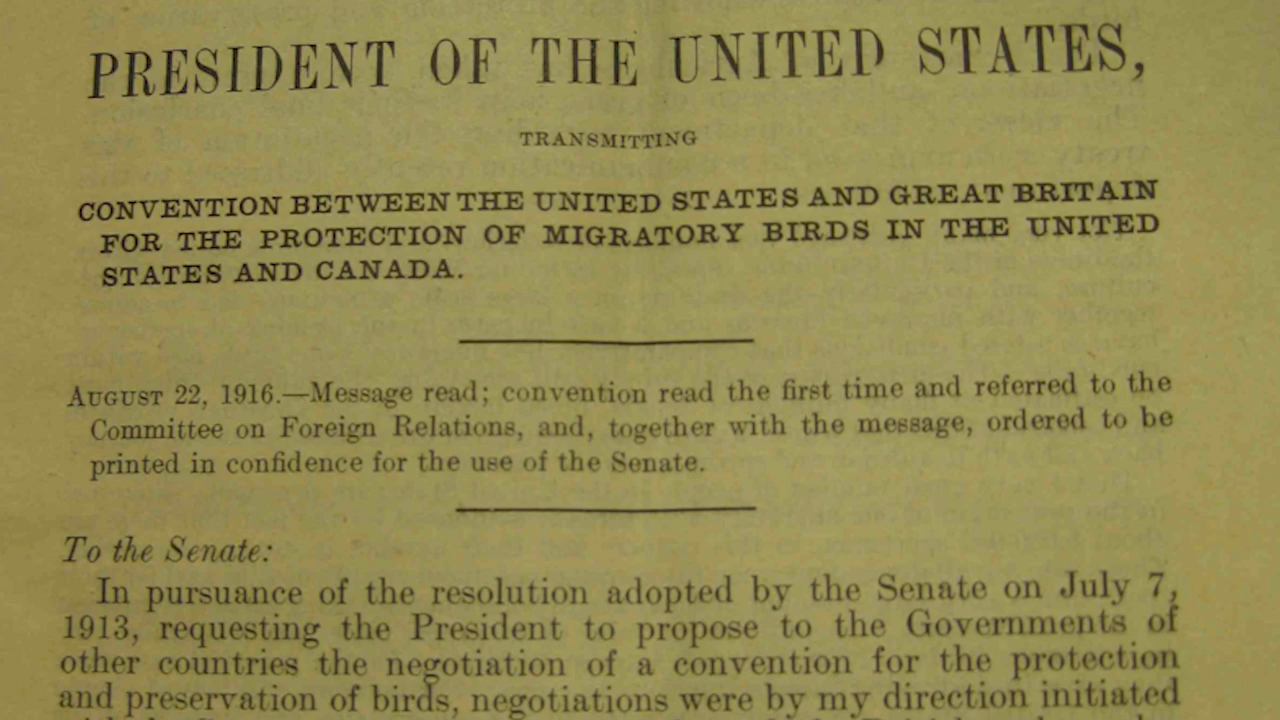 PRESIDENT OF THE UNITED STATES,
TRANSMITTING
CONVENTION BETWEEN THE UNITED STATES AND GREAT BRITAIN
FOR THE PROTECTION OF MIGRATORY BIRDS IN THE UNITED
STATES AND CANADA.
AUGUST 22, 1916.—Message read; convention read the first time and referred to the
Committee on Foreign Relations, and, together with the message, ordered to be
printed in confidence for the use of the Senate.
To the Senate:
In pursuance of the resolution adopted by the Senate on July 7,
1913, requesting the President to propose to the Governments of
other countries the negotiation of a convention for the protection
and preservation of birds, negotiations were by my direction initiated